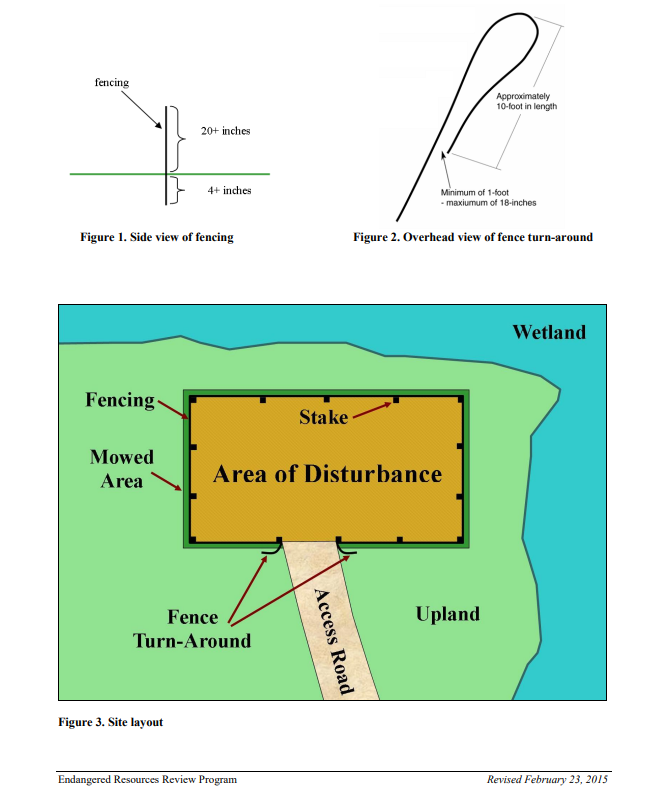 fencing
20+ inches
4+ inches
Figure 1. Side view of fencing
Approximately
10-foot in length
Minimum of 1-foot
- maxiumum of 18-inches
Figure 2. Overhead view of fence turn-around
Wetland
Fencing
Stake
Mowed
Area
Area of Disturbance
Fence
Turn-Around
Access Road
Upland
Figure 3. Site layout
Endangered Resources Review Program
Revised February 23, 2015